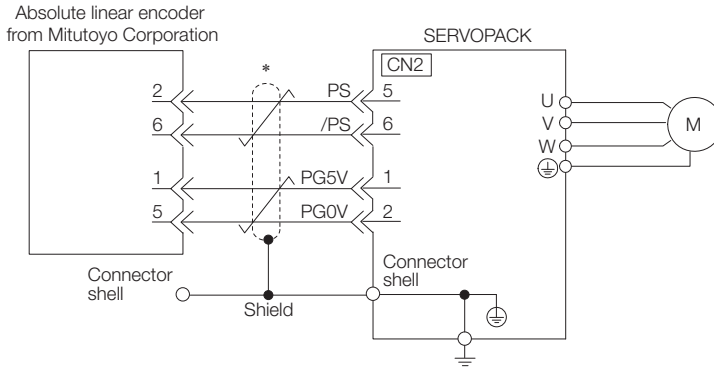 Absolute linear encoder
from Mitutoyo Corporation
SERVOPACK
CN2
*
2 PS 5
6 /PS 6
1 PG5V 1
5 PG0V 2
U
V
W
M
Connector
shell
Shield
Connector
shell